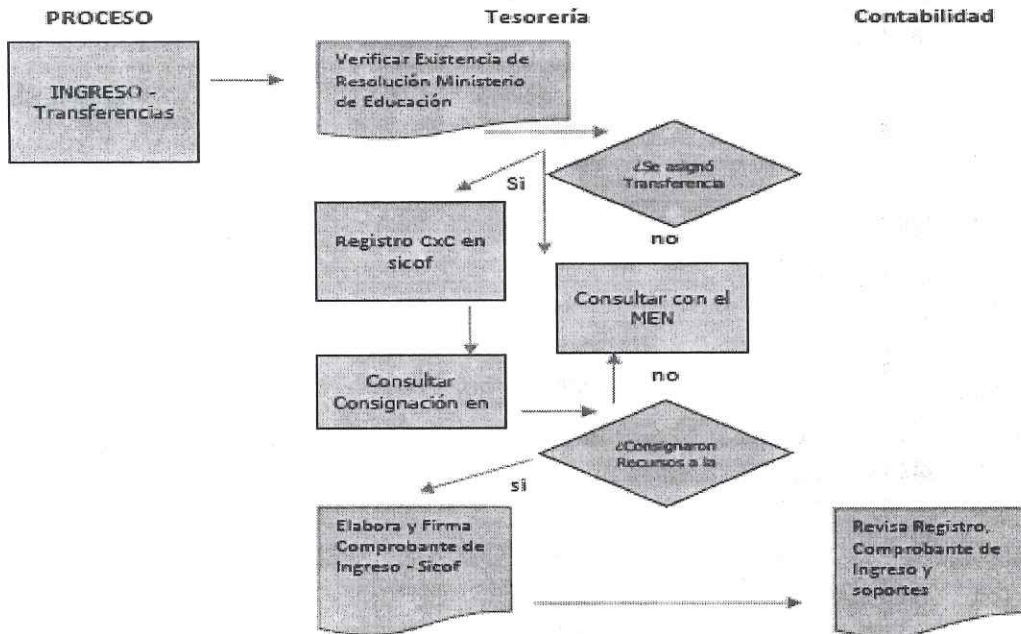 PROCESO
Tesorería
Contabilidad
INGRESO -
Transferencias
Verificar Existencia de
Resolución Ministerio
de Educación
¿Se asignó
Transferencia
Si
no
Registro CxC en
sicof
Consultar con el
MEN
Consultar
Consignación en
no
¿Consignaron
Recursos a la
si
Elabora y Firma
Comprobante de
Ingreso - Sicof
Revisa Registro,
Comprobante de
Ingreso y
soportes